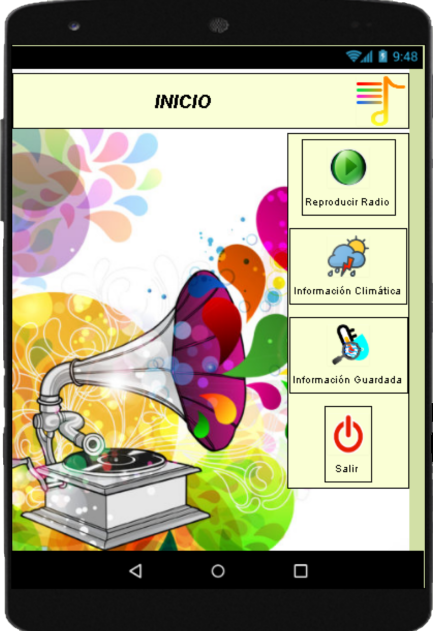 9:48
INICIO
Reproducir Radio
Información Climática
Información Guardada
Salir